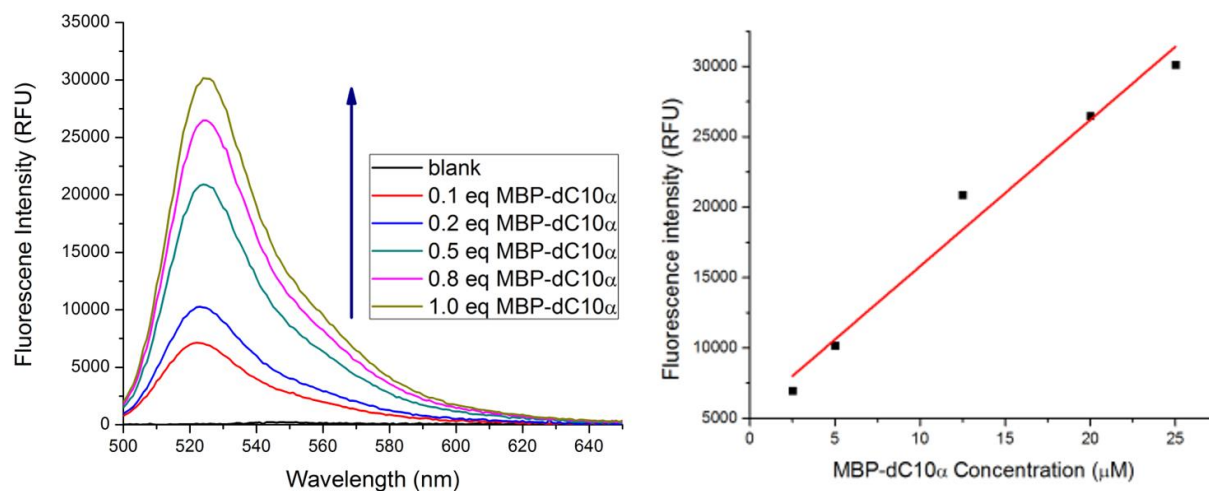 35000
30000
25000
20000
15000
10000
5000
0
Fluorescene Intensity (RFU)
500 520 540 560 580 600 620 640
Wavelength (nm)
blank
0.1 eq MBP-dC10α
0.2 eq MBP-dC10α
0.5 eq MBP-dC10α
0.8 eq MBP-dC10α
1.0 eq MBP-dC10α
30000
25000
20000
15000
10000
5000
Fluorescence intensity (RFU)
0 5 10 15 20 25
MBP-dC10α Concentration (μM)